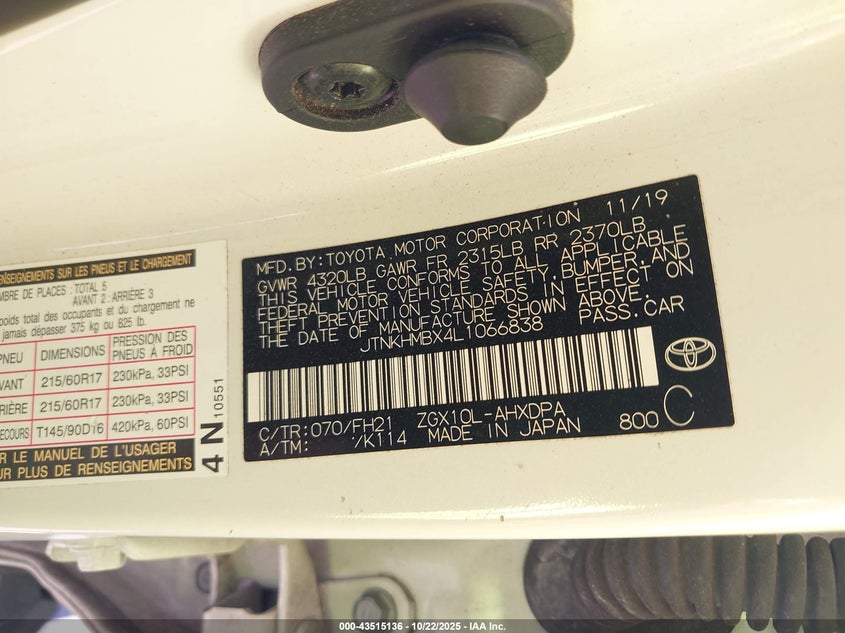 RENSEIGNEMENTS SUR LES PNEUS ET LE CHARGEMENT
MBRE DE PLACES : TOTAL 5
AVANT 2 : ARRIÈRE 3
poids total des occupants et du chargement ne
jamais dépasser 375 kg ou 825 lb.
PNEU DIMENSIONS PRESSION DES PNEUS À FROID
VANT 215/60R17 230kPa, 33PSI
RIÈRE 215/60R17 230kPa, 33PSI
ECOURS T145/90D16 420kPa, 60PSI
R LE MANUEL DE L'USAGER
UR PLUS DE RENSEIGNEMENTS
4 N 10551
MFD. BY: TOYOTA MOTOR CORPORATION 11/19
GVWR 4320LB GAWR FR 2315LB RR 2370LB
THIS VEHICLE CONFORMS TO ALL APPLICABLE
FEDERAL MOTOR VEHICLE SAFETY, BUMPER, AND
THEFT PREVENTION STANDARDS IN EFFECT ON
THE DATE OF MANUFACTURE SHOWN ABOVE.
JTNKHMBX4L1066838 PASS. CAR
C/TR: 070/FH21 ZGX10L-AHXDPA
A/TM: /K114 MADE IN JAPAN 800 C
000-43515136 - 10/22/2025 - IAA Inc.